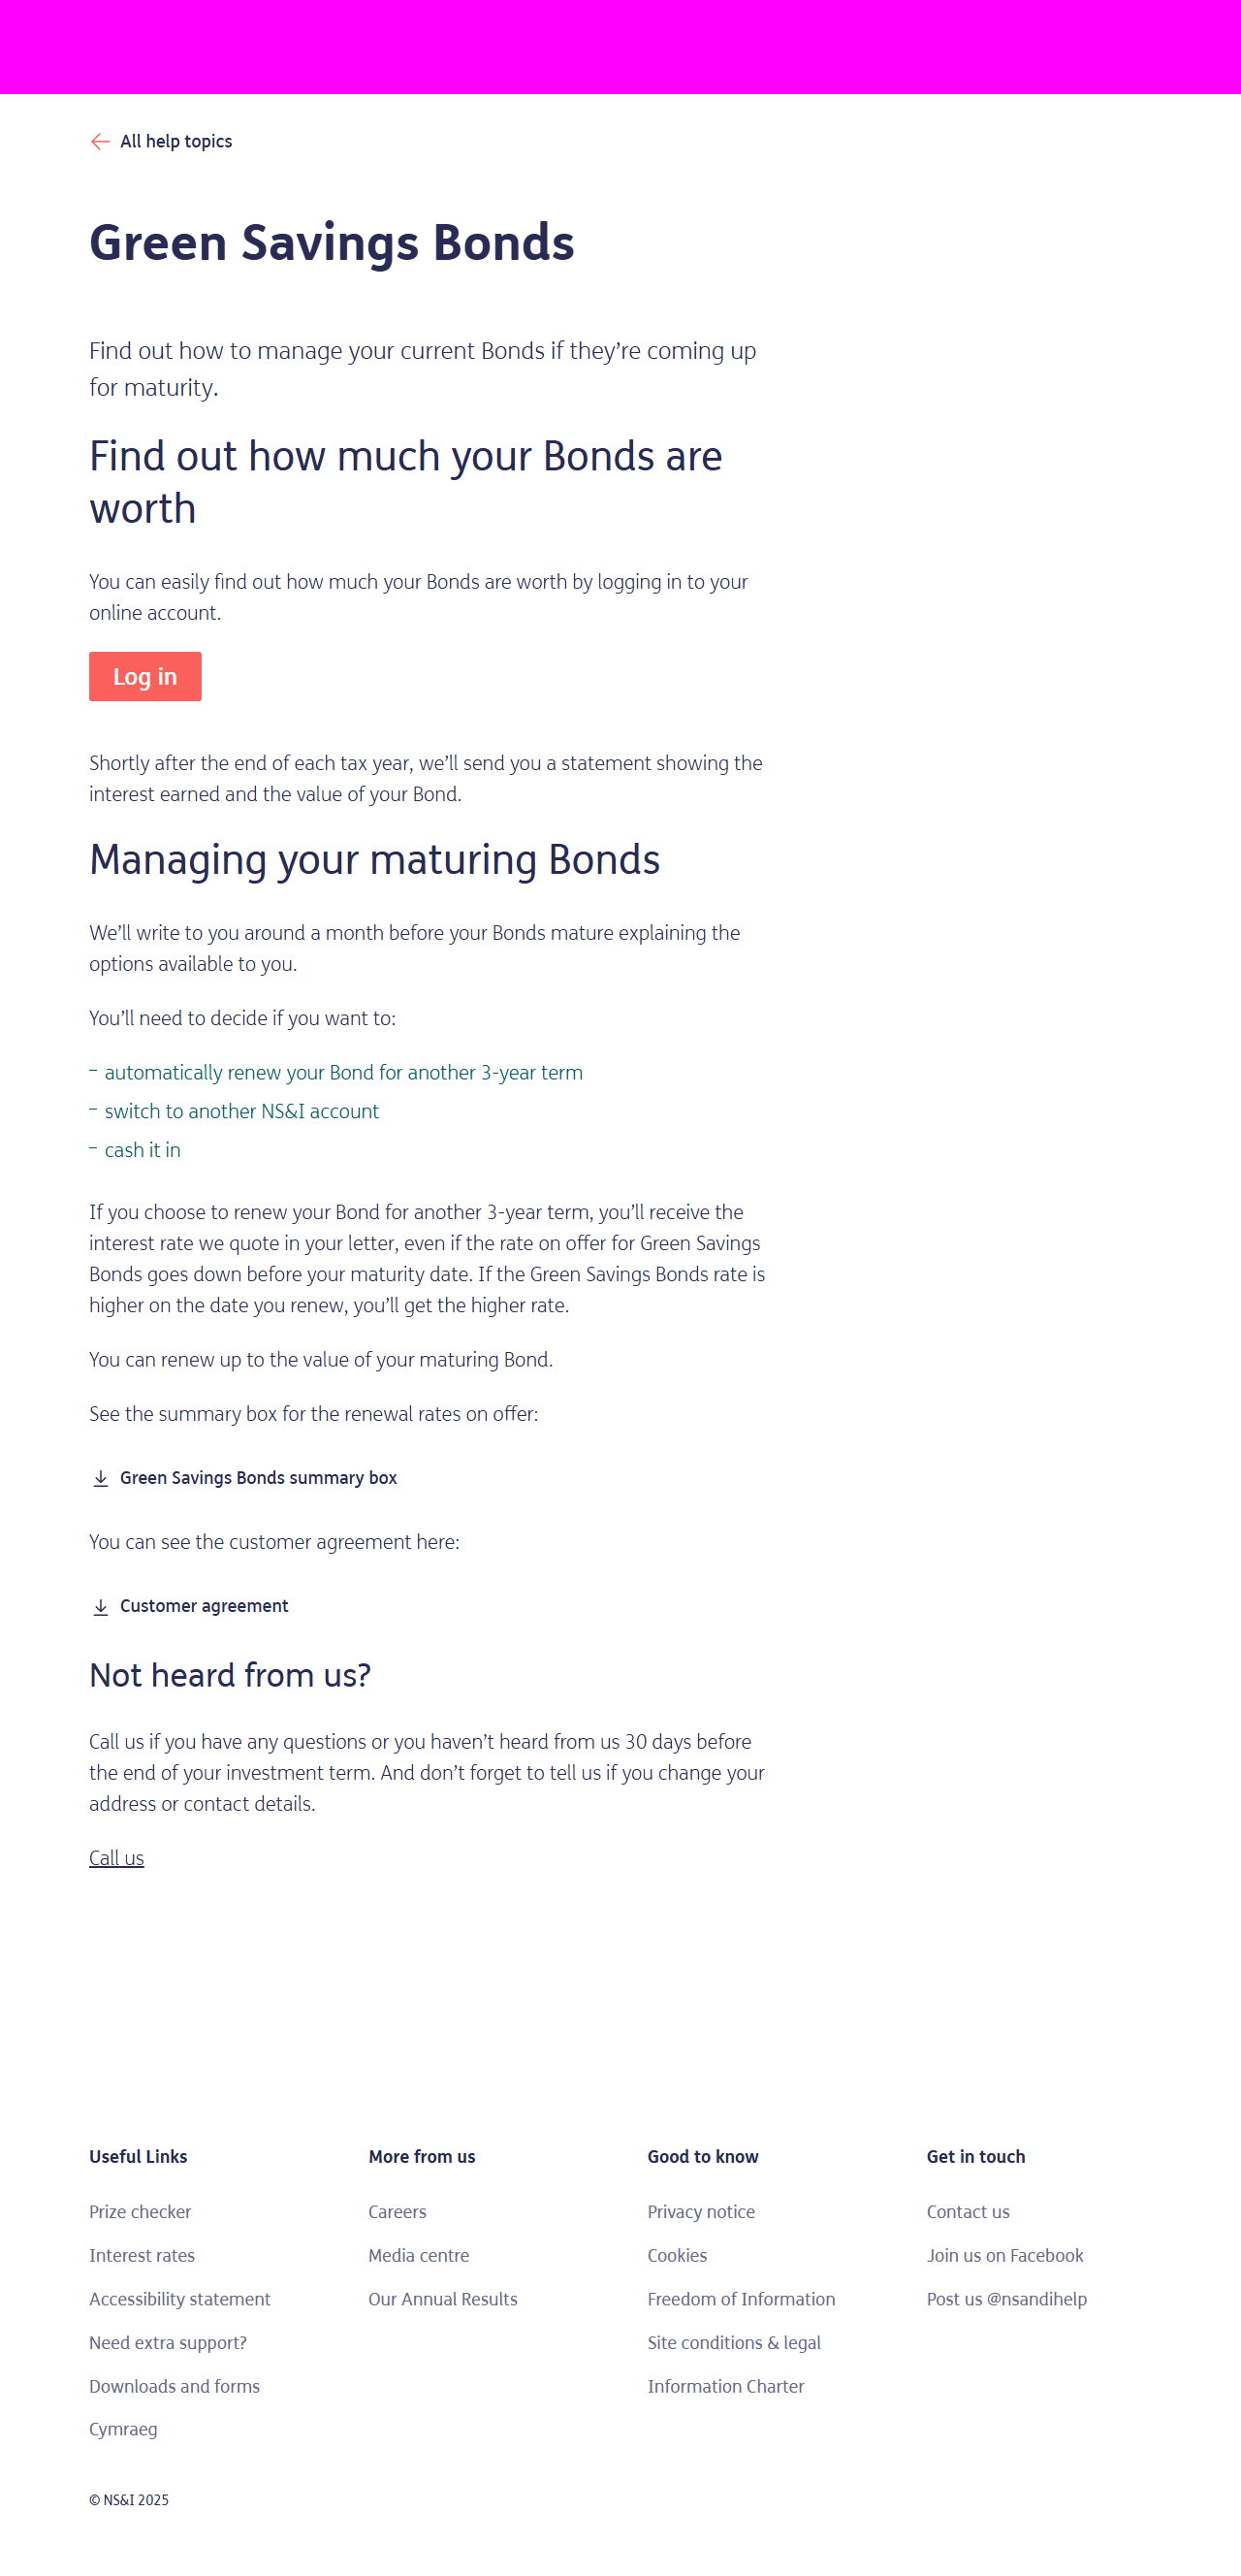 All help topics
Green Savings Bonds
Find out how to manage your current Bonds if they’re coming up
for maturity.
Find out how much your Bonds are
worth
You can easily find out how much your Bonds are worth by logging in to your
online account.
Log in
Shortly after the end of each tax year, we’ll send you a statement showing the
interest earned and the value of your Bond.
Managing your maturing Bonds
We’ll write to you around a month before your Bonds mature explaining the
options available to you.
You’ll need to decide if you want to:
– automatically renew your Bond for another 3-year term
– switch to another NS&I account
– cash it in
If you choose to renew your Bond for another 3-year term, you’ll receive the
interest rate we quote in your letter, even if the rate on offer for Green Savings
Bonds goes down before your maturity date. If the Green Savings Bonds rate is
higher on the date you renew, you’ll get the higher rate.
You can renew up to the value of your maturing Bond.
See the summary box for the renewal rates on offer:
Green Savings Bonds summary box
You can see the customer agreement here:
Customer agreement
Not heard from us?
Call us if you have any questions or you haven’t heard from us 30 days before
the end of your investment term. And don’t forget to tell us if you change your
address or contact details.
Call us
Useful Links
Prize checker
Interest rates
Accessibility statement
Need extra support?
Downloads and forms
Cymraeg
More from us
Careers
Media centre
Our Annual Results
Good to know
Privacy notice
Cookies
Freedom of Information
Site conditions & legal
Information Charter
Get in touch
Contact us
Join us on Facebook
Post us @nsandihelp
© NS&I 2025